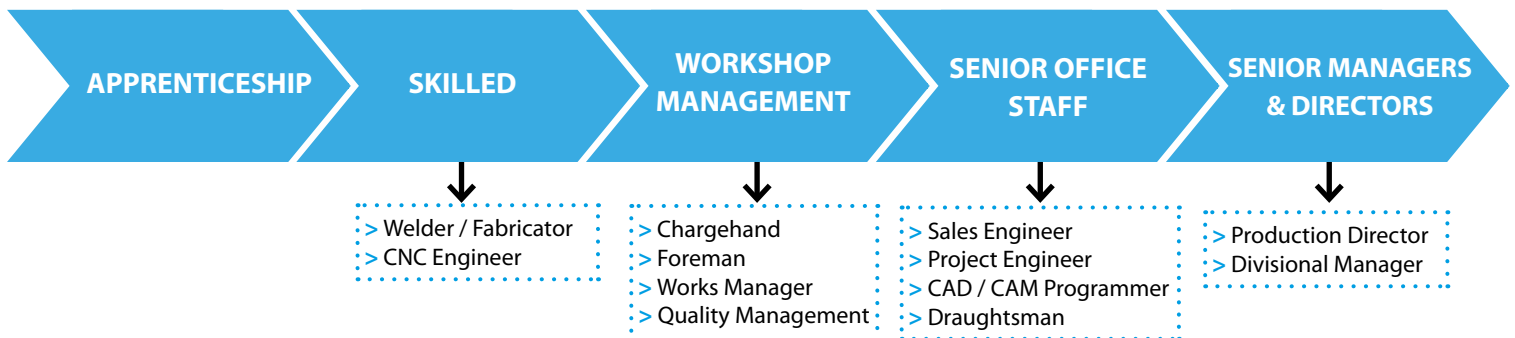 APPRENTICESHIP
SKILLED
WORKSHOP
MANAGEMENT
SENIOR OFFICE
STAFF
SENIOR MANAGERS
& DIRECTORS
> Welder / Fabricator
> CNC Engineer
> Chargehand
> Foreman
> Works Manager
> Quality Management
> Sales Engineer
> Project Engineer
> CAD / CAM Programmer
> Draughtsman
> Production Director
> Divisional Manager